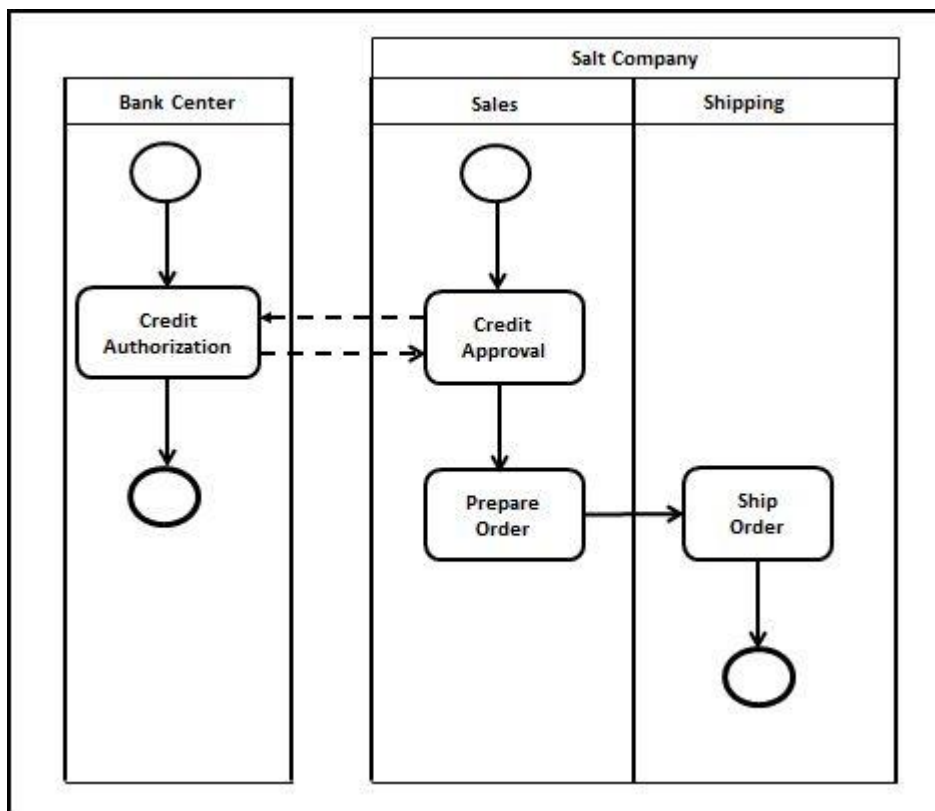 Salt Company
Bank Center
Sales
Shipping
Credit
Authorization
Credit
Approval
Prepare
Order
Ship
Order